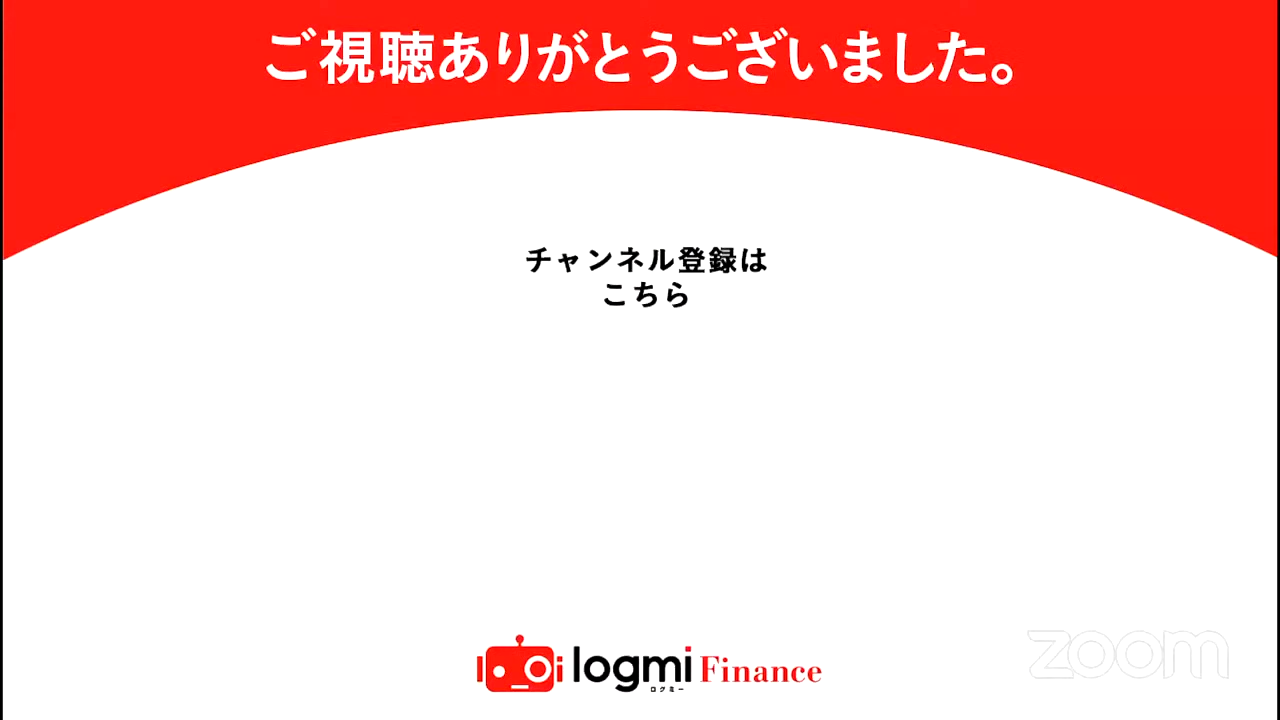 ご視聴ありがとうございました。
チャンネル登録は
こちら
logmi Finance
ログミー
zoom